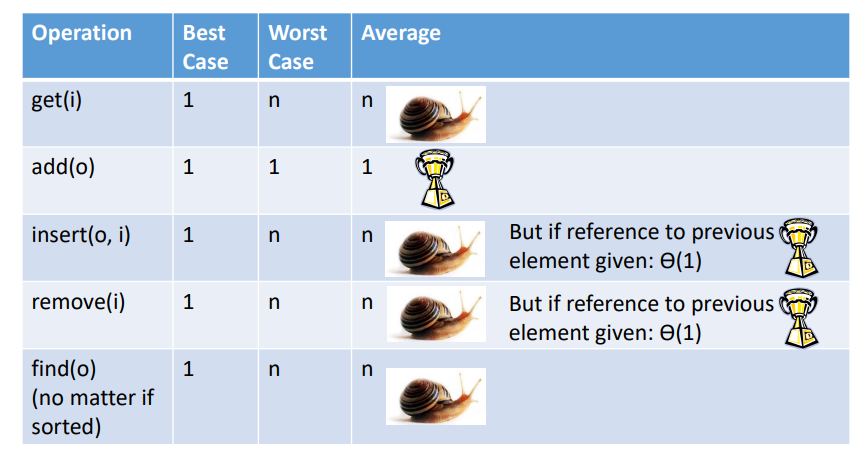 Operation Best Case Worst Case Average
get(i) 1 n n
add(o) 1 1 1
insert(o, i) 1 n n But if reference to previous
element given: Θ(1)
remove(i) 1 n n But if reference to previous
element given: Θ(1)
find(o) 1 n n
(no matter if
sorted)